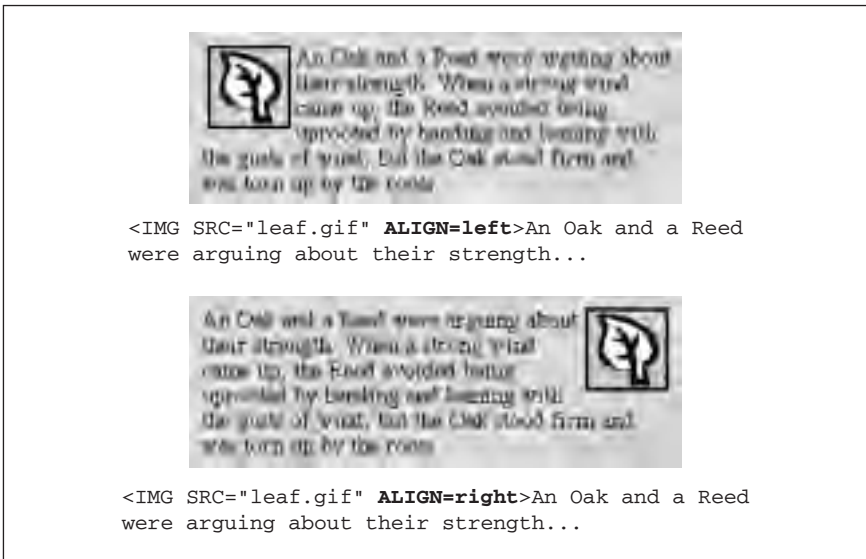 An Oak and a Reed were arguing about
their strength. When a strong wind
came up, the Reed avoided being
uprooted by bending and leaning with
the gusts of wind, but the Oak stood firm and
was torn up by the roots
<IMG SRC="leaf.gif" ALIGN=left>An Oak and a Reed
were arguing about their strength...
An Oak and a Reed were arguing about
their strength. When a strong wind
came up, the Reed avoided being
uprooted by bending and leaning with
the gusts of wind, but the Oak stood firm and
was torn up by the roots
<IMG SRC="leaf.gif" ALIGN=right>An Oak and a Reed
were arguing about their strength...